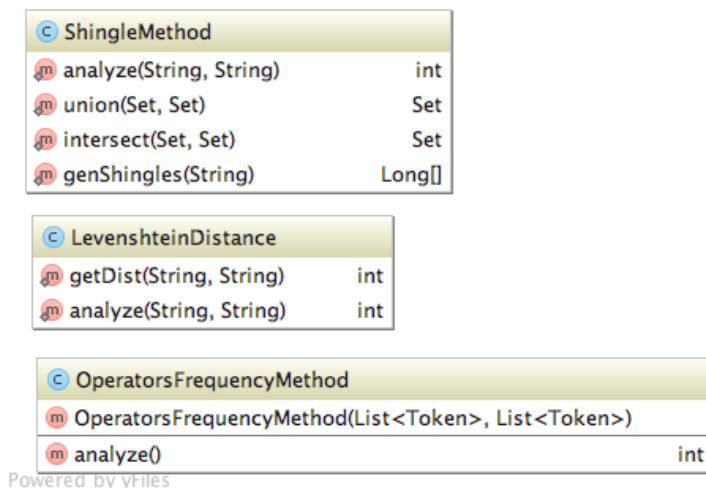 C ShingleMethod
m analyze(String, String) int
m union(Set, Set) Set
m intersect(Set, Set) Set
m genShingles(String) Long[]
C LevenshteinDistance
m getDist(String, String) int
m analyze(String, String) int
C OperatorsFrequencyMethod
m OperatorsFrequencyMethod(List<Token>, List<Token>)
m analyze() int
Powered by yFiles